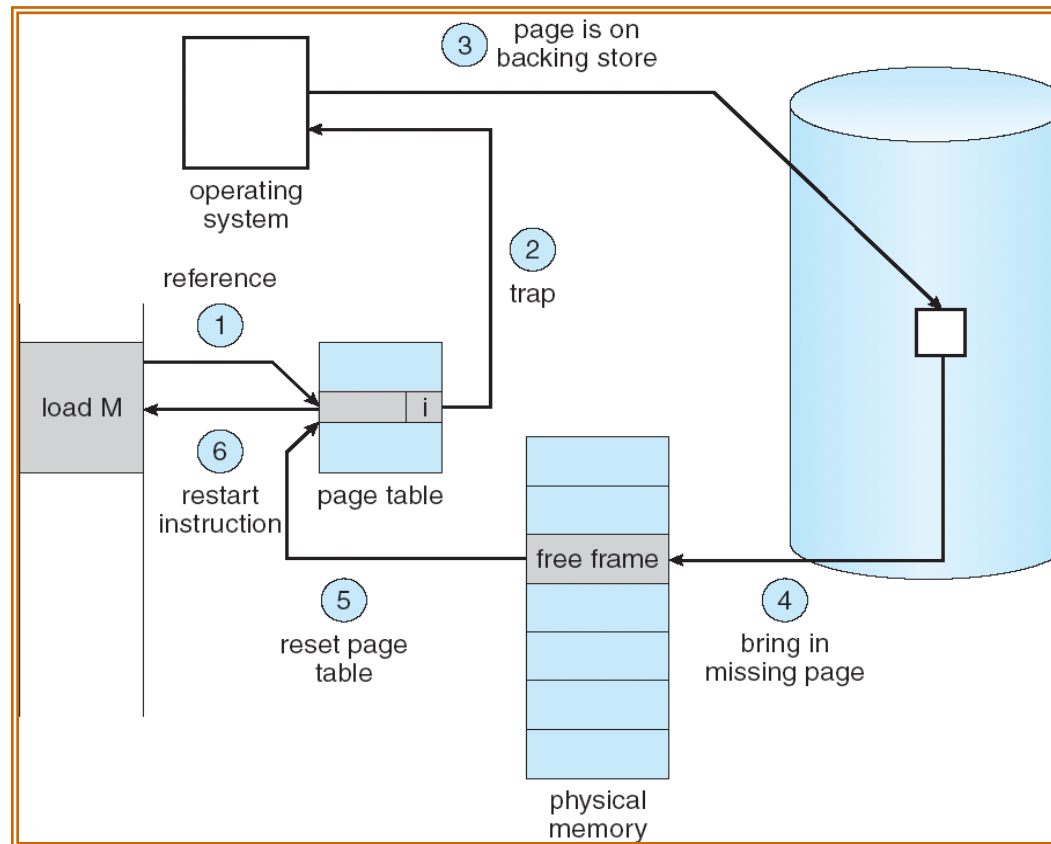 3
page is on
backing store
operating
system
reference
2
trap
1
load M
i
6
restart
instruction
page table
free frame
5
reset page
table
4
bring in
missing page
physical
memory